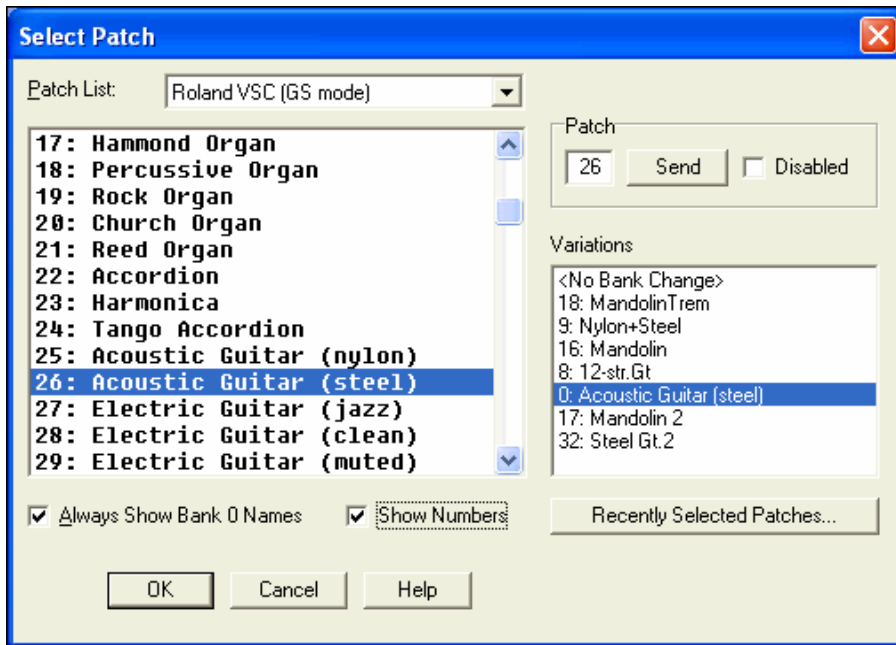 Select Patch
Patch List:
Roland VSC (GS mode)
17: Hammond Organ
18: Percussive Organ
19: Rock Organ
20: Church Organ
21: Reed Organ
22: Accordion
23: Harmonica
24: Tango Accordion
25: Acoustic Guitar (nylon)
26: Acoustic Guitar (steel)
27: Electric Guitar (jazz)
28: Electric Guitar (clean)
29: Electric Guitar (muted)
Patch
26 Send Disabled
Variations
<No Bank Change>
18: MandolinTrem
9: Nylon+Steel
16: Mandolin
8: 12-str.Gt
0: Acoustic Guitar (steel)
17: Mandolin 2
32: Steel Gt.2
Always Show Bank 0 Names
Show Numbers
Recently Selected Patches...
OK Cancel Help